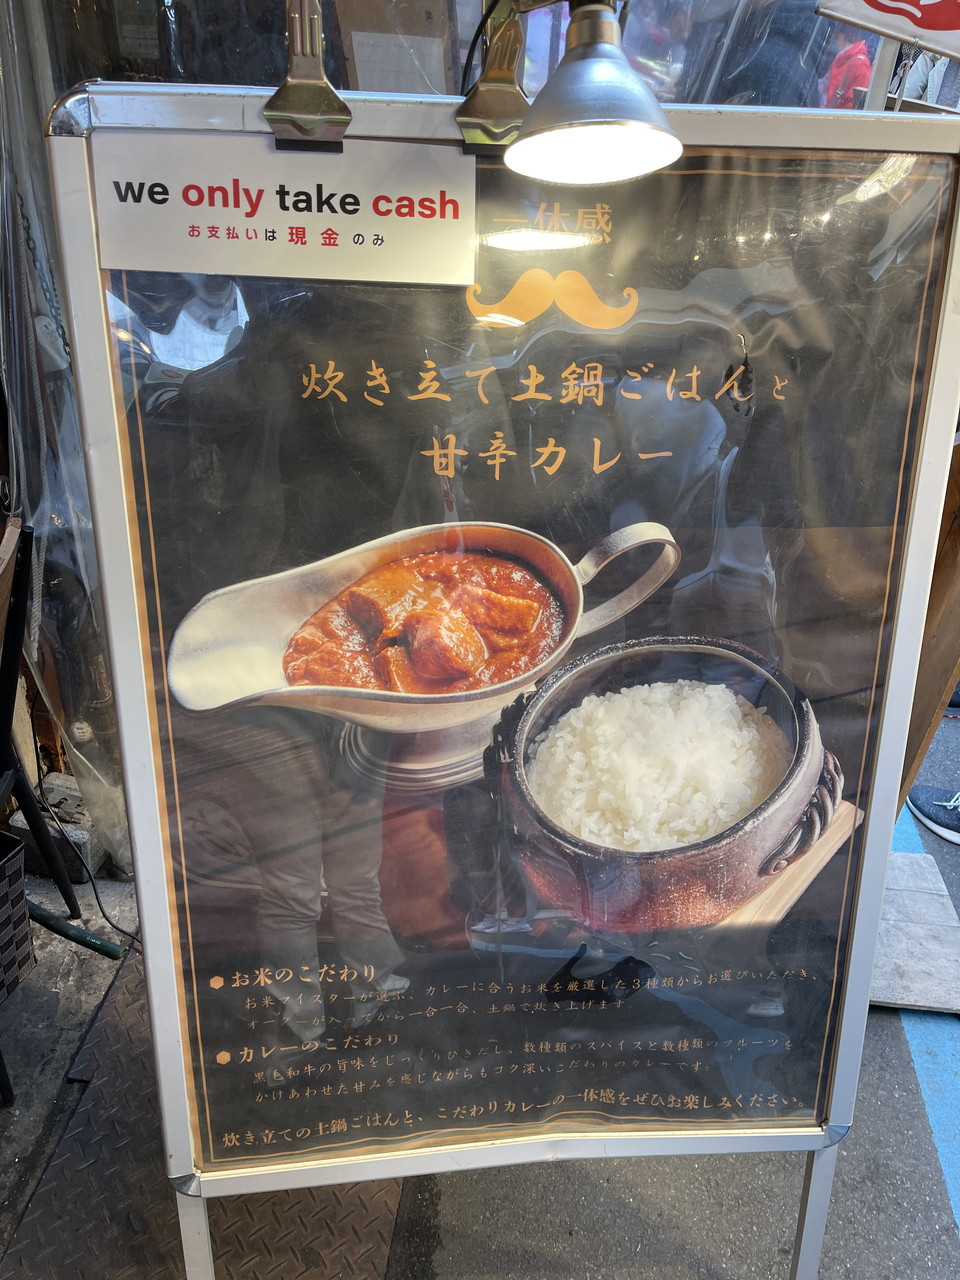 we only take cash
お支払いは 現金 のみ
一体感
炊き立て土鍋ごはんと
甘辛カレー
お米のこだわり
お米マイスターが選ぶ、カレーに合うお米を厳選した3種類からお選びいただき、
オーダーが入ってから一合一合、土鍋で炊き上げます。
カレーのこだわり
黒毛和牛の旨味をじっくりひきだし、数種類のスパイスと数種類のフルーツを
かけあわせた甘みを感じながらもコク深いこだわりのカレーです。
炊き立ての土鍋ごはんと、こだわりカレーの一体感をぜひお楽しみください。